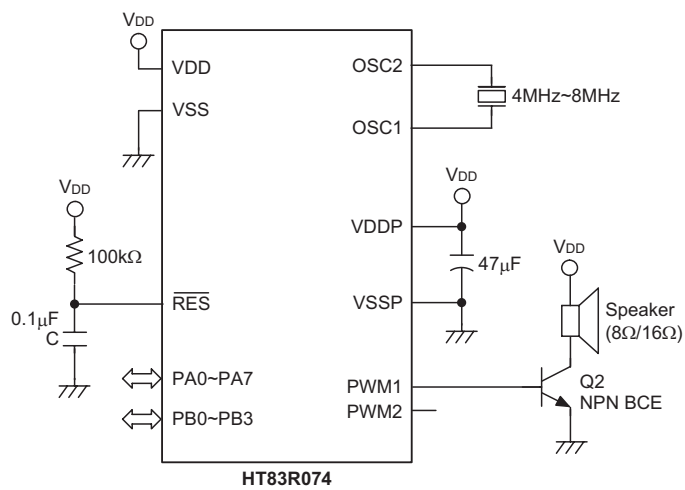 VDD
VDD
VSS
VDD
100kΩ
0.1μF
C
RES
PA0~PA7
PB0~PB3
OSC2
OSC1
4MHz~8MHz
VDD
VDDP
47μF
VSSP
VDD
Speaker
(8Ω/16Ω)
PWM1
PWM2
Q2
NPN BCE
HT83R074